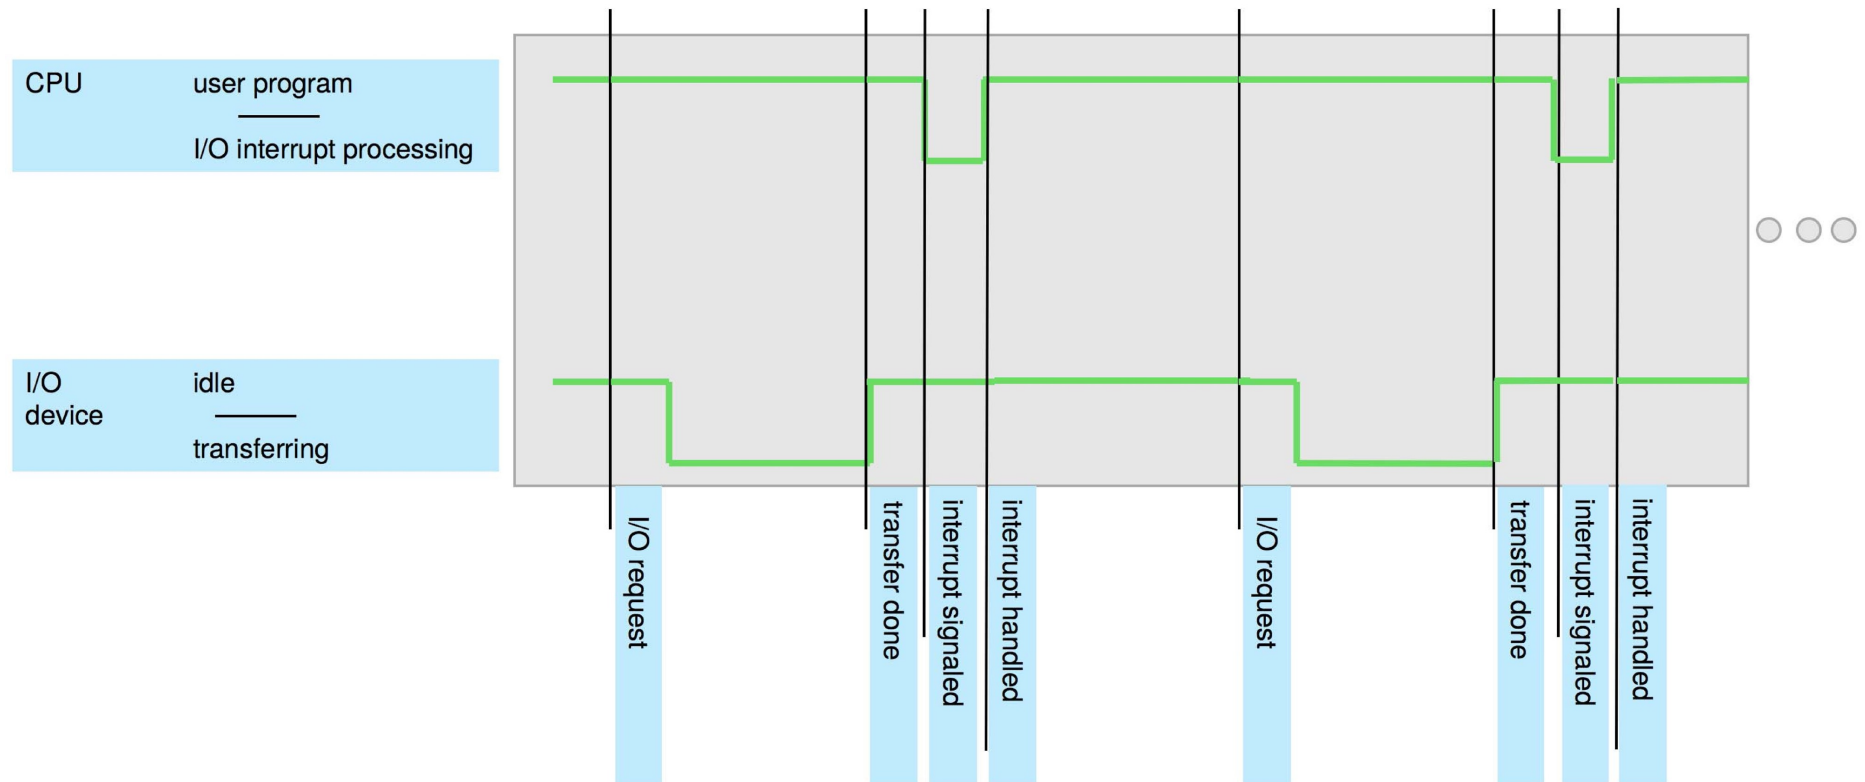 CPU
user program
I/O interrupt processing
I/O
device
idle
transferring
I/O request
transfer done
interrupt signaled
interrupt handled
I/O request
transfer done
interrupt signaled
interrupt handled